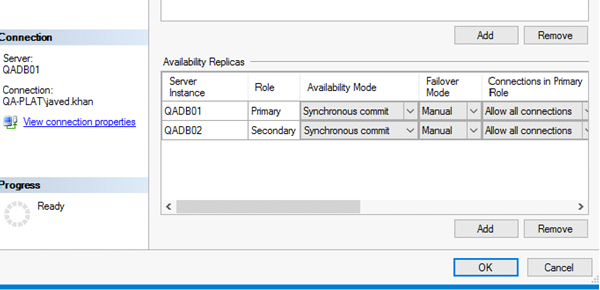 Add Remove
Connection
Server:
QADB01
Connection:
QA-PLAT\javed.khan
View connection properties
Progress
Ready
Availability Replicas
Server Instance Role Availability Mode Failover Mode Connections in Primary Role
QADB01 Primary Synchronous commit Manual Allow all connections
QADB02 Secondary Synchronous commit Manual Allow all connections
Add Remove
OK Cancel